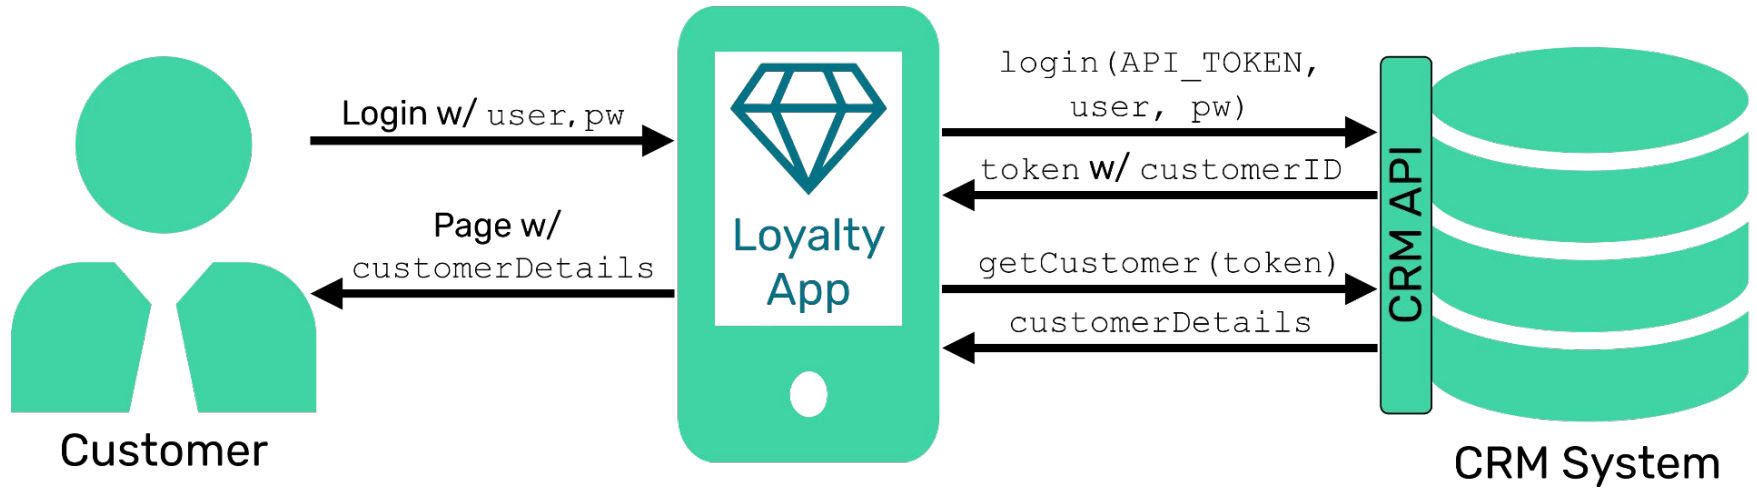 Login w/ user, pw
Page w/
customerDetails
Customer
Loyalty
App
login(API_TOKEN,
user, pw)
token w/ customerID
getCustomer(token)
customerDetails
CRM API
CRM System